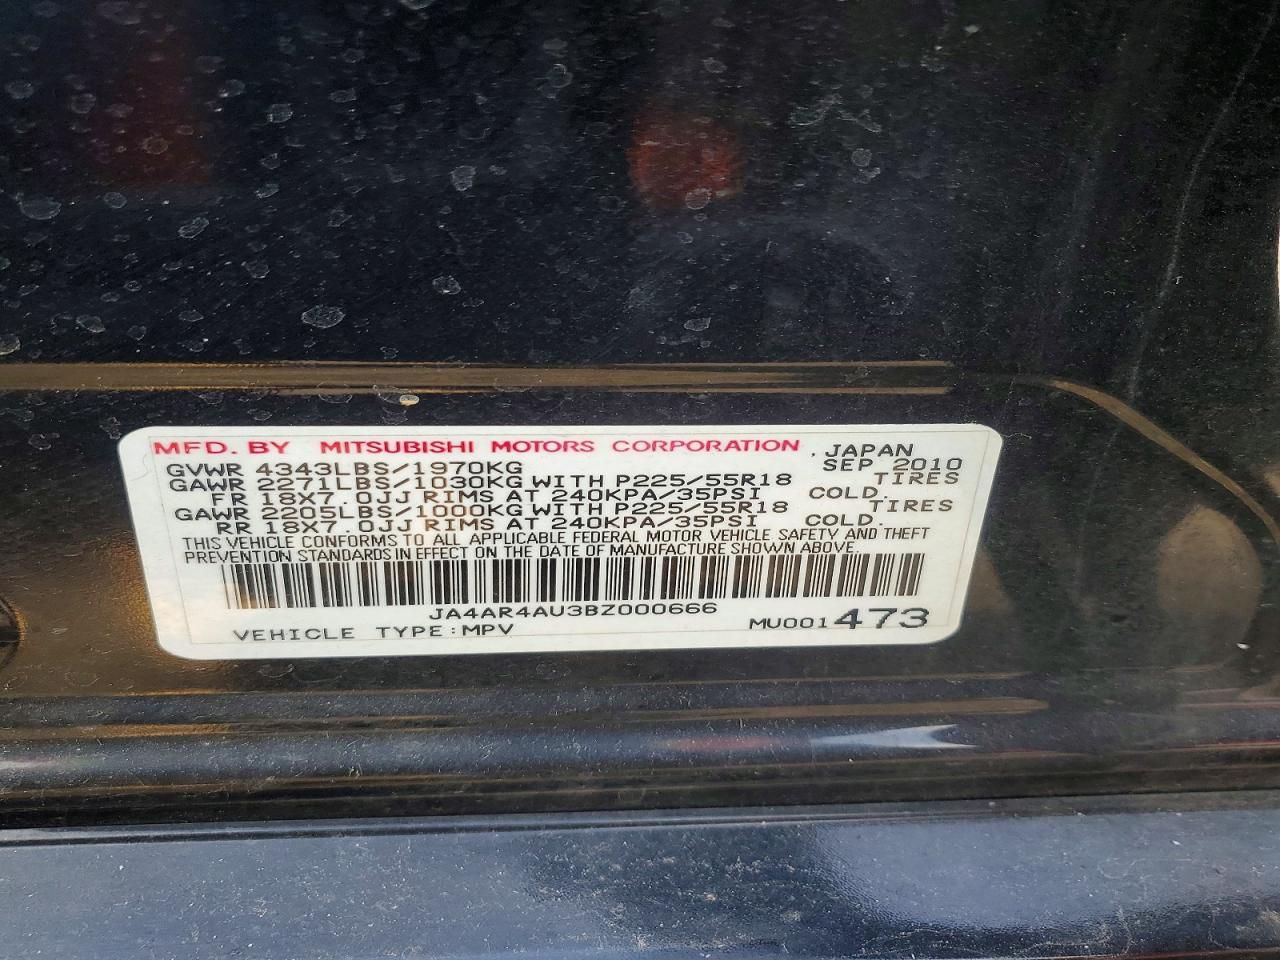 MFD. BY MITSUBISHI MOTORS CORPORATION, JAPAN
GVWR 4343LBS/1970KG SEP 2010
GAWR 2271LBS/1030KG WITH P225/55R18 TIRES
FR 18X7.0JJ RIMS AT 240KPA/35PSI COLD.
GAWR 2205LBS/1000KG WITH P225/55R18 TIRES
RR 18X7.0JJ RIMS AT 240KPA/35PSI COLD.
THIS VEHICLE CONFORMS TO ALL APPLICABLE FEDERAL MOTOR VEHICLE SAFETY AND THEFT
PREVENTION STANDARDS IN EFFECT ON THE DATE OF MANUFACTURE SHOWN ABOVE.
JA4AR4AU3BZ000666
VEHICLE TYPE:MPV MU001473